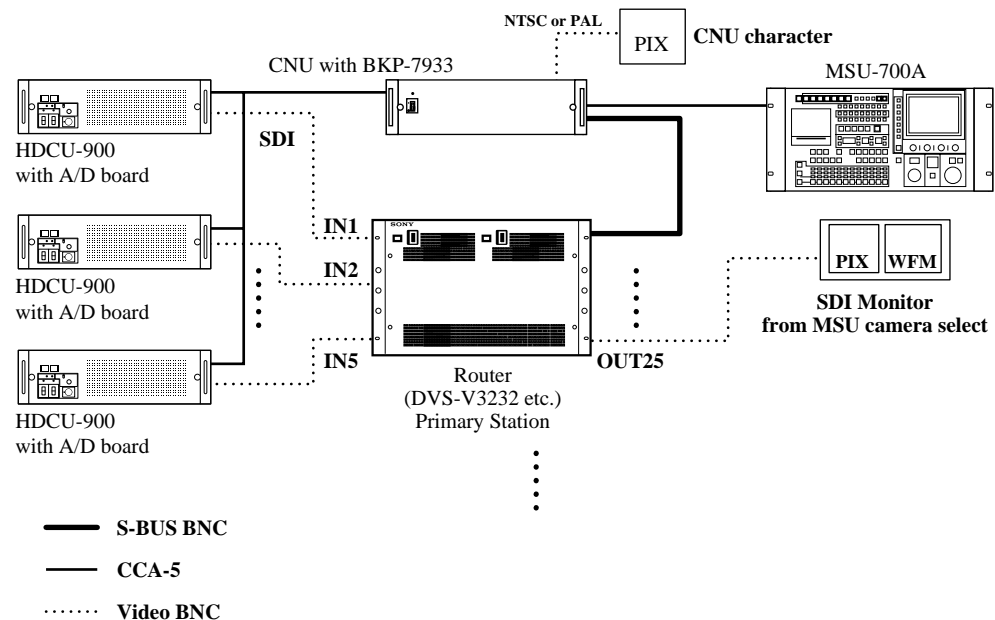 NTSC or PAL
PIX
CNU character
CNU with BKP-7933
MSU-700A
SDI
HDCU-900
with A/D board
SONY
IN1
HDCU-900
with A/D board
IN2
PIX
WFM
SDI Monitor
from MSU camera select
IN5
OUT25
Router
(DVS-V3232 etc.)
Primary Station
HDCU-900
with A/D board
S-BUS BNC
CCA-5
Video BNC